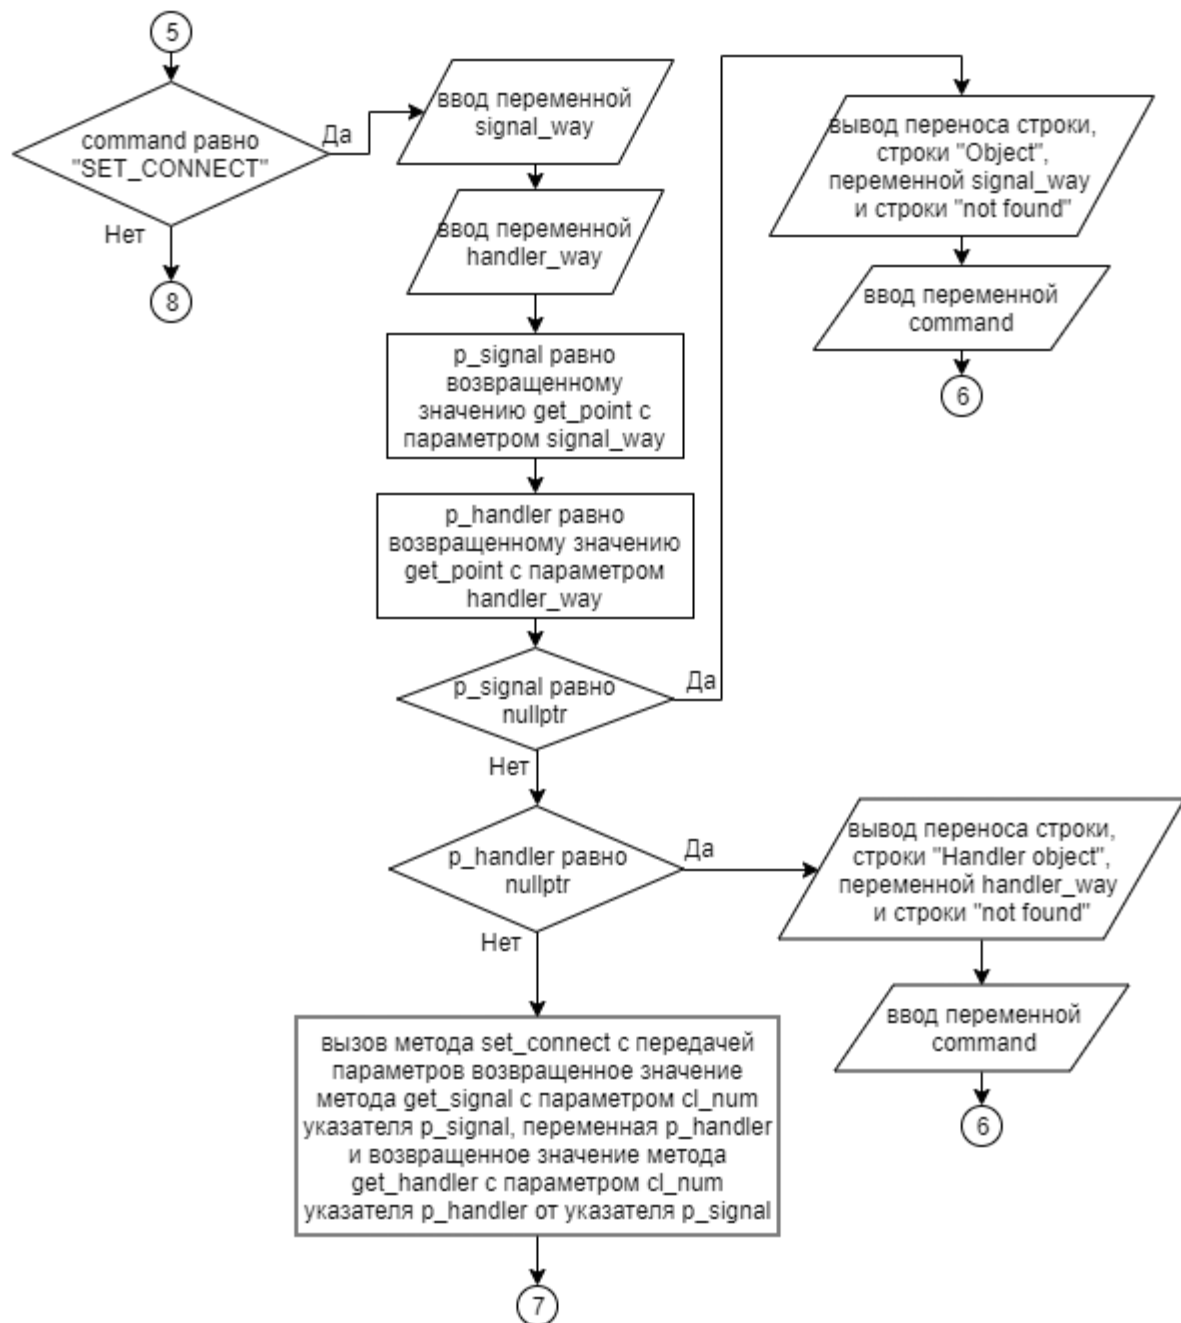 5
command равно
"SET_CONNECT"
Да
Нет
8
ввод переменной
signal_way
ввод переменной
handler_way
p_signal равно
возвращенному
значению get_point с
параметром signal_way
p_handler равно
возвращенному значению
get_point с параметром
handler_way
p_signal равно
nullptr
Да
Нет
вывод переноса строки,
строки "Object",
переменной signal_way
и строки "not found"
ввод переменной
command
6
p_handler равно
nullptr
Да
Нет
вывод переноса строки,
строки "Handler object",
переменной handler_way
и строки "not found"
ввод переменной
command
6
вызов метода set_connect с передачей
параметров возвращенное значение
метода get_signal с параметром cl_num
указателя p_signal, переменная p_handler
и возвращенное значение метода
get_handler с параметром cl_num
указателя p_handler от указателя p_signal
7